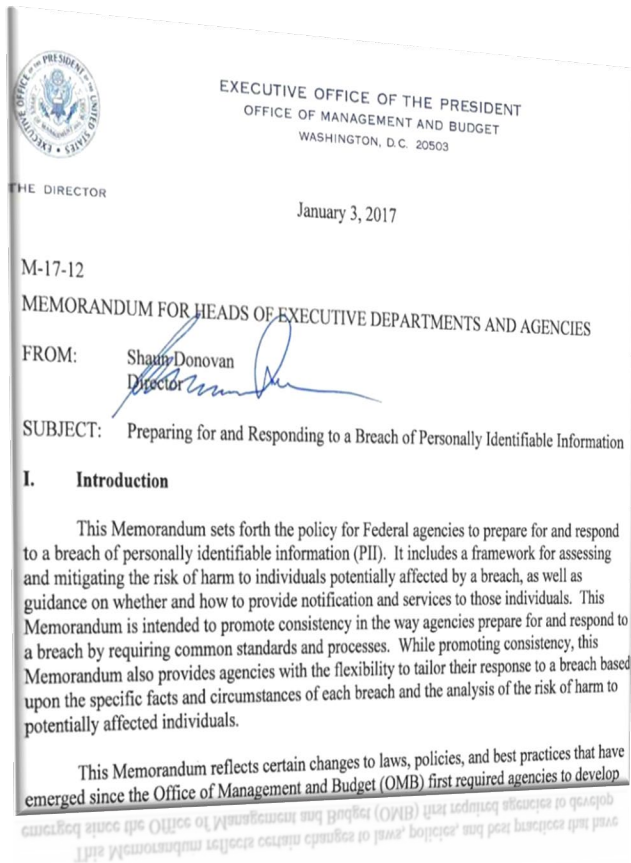 EXECUTIVE OFFICE OF THE PRESIDENT OF THE UNITED STATES
EXECUTIVE OFFICE OF THE PRESIDENT
OFFICE OF MANAGEMENT AND BUDGET
WASHINGTON, D.C. 20503
THE DIRECTOR
January 3, 2017
M-17-12
MEMORANDUM FOR HEADS OF EXECUTIVE DEPARTMENTS AND AGENCIES
FROM: Shaun Donovan
Director
SUBJECT: Preparing for and Responding to a Breach of Personally Identifiable Information
I. Introduction
This Memorandum sets forth the policy for Federal agencies to prepare for and respond
to a breach of personally identifiable information (PII). It includes a framework for assessing
and mitigating the risk of harm to individuals potentially affected by a breach, as well as
guidance on whether and how to provide notification and services to those individuals. This
Memorandum is intended to promote consistency in the way agencies prepare for and respond to
a breach by requiring common standards and processes. While promoting consistency, this
Memorandum also provides agencies with the flexibility to tailor their response to a breach based
upon the specific facts and circumstances of each breach and the analysis of the risk of harm to
potentially affected individuals.
This Memorandum reflects certain changes to laws, policies, and best practices that have
emerged since the Office of Management and Budget (OMB) first required agencies to develop